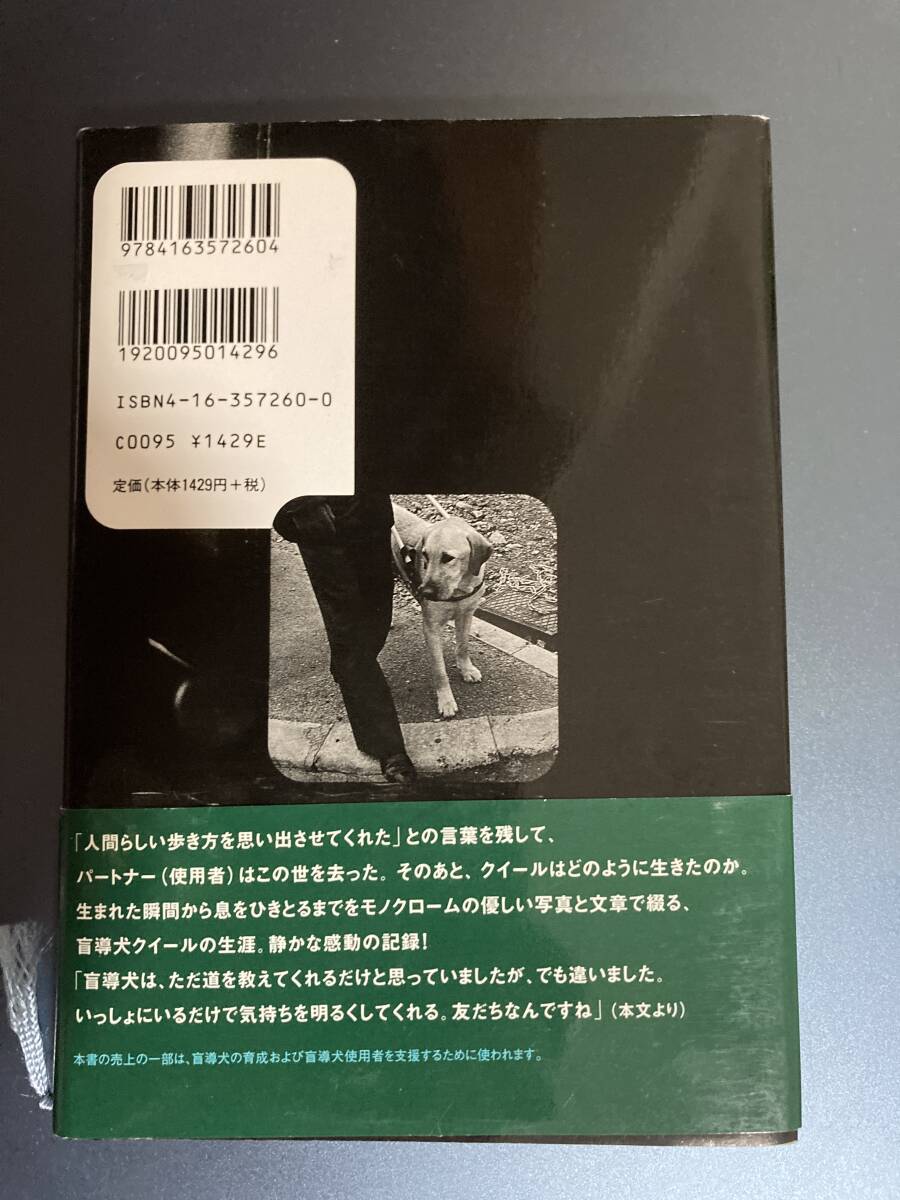 9784163572604
1920095014296
ISBN4-16-357260-0
C0095 ¥1429E
定価(本体1429円+税)
「人間らしい歩き方を思い出させてくれた」との言葉を残して、
パートナー(使用者)はこの世を去った。そのあと、クイールはどのように生きたのか。
生まれた瞬間から息をひきとるまでをモノクロームの優しい写真と文章で綴る、
盲導犬クイールの生涯。静かな感動の記録!
「盲導犬は、ただ道を教えてくれるだけと思っていましたが、でも違いました。
いっしょにいるだけで気持ちを明るくしてくれる。友だちなんですね」(本文より)
本書の売上の一部は、盲導犬の育成および盲導犬使用者を支援するために使われます。